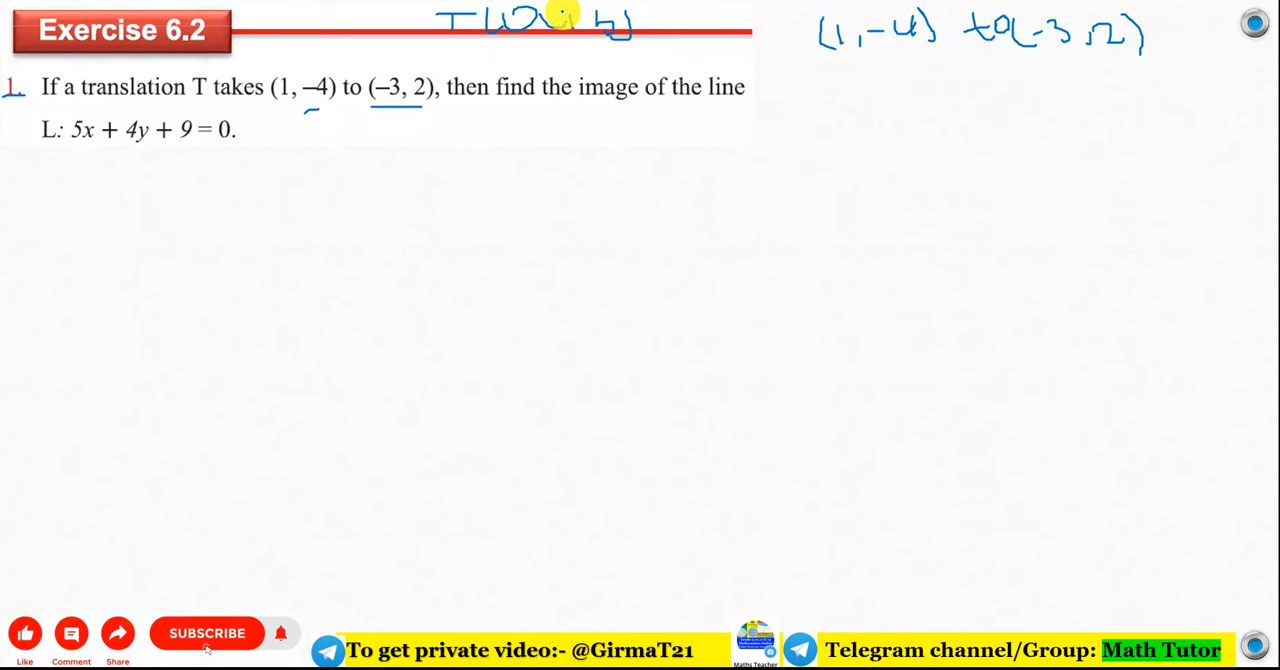 Exercise 6.2
(1, -4) to (-3, 2)
1. If a translation T takes (1, –4) to (–3, 2), then find the image of the line
L: 5x + 4y + 9 = 0.
SUBSCRIBE
Like Comment Share
To get private video:- @GirmaT21
Maths Teacher
Telegram channel/Group: Math Tutor